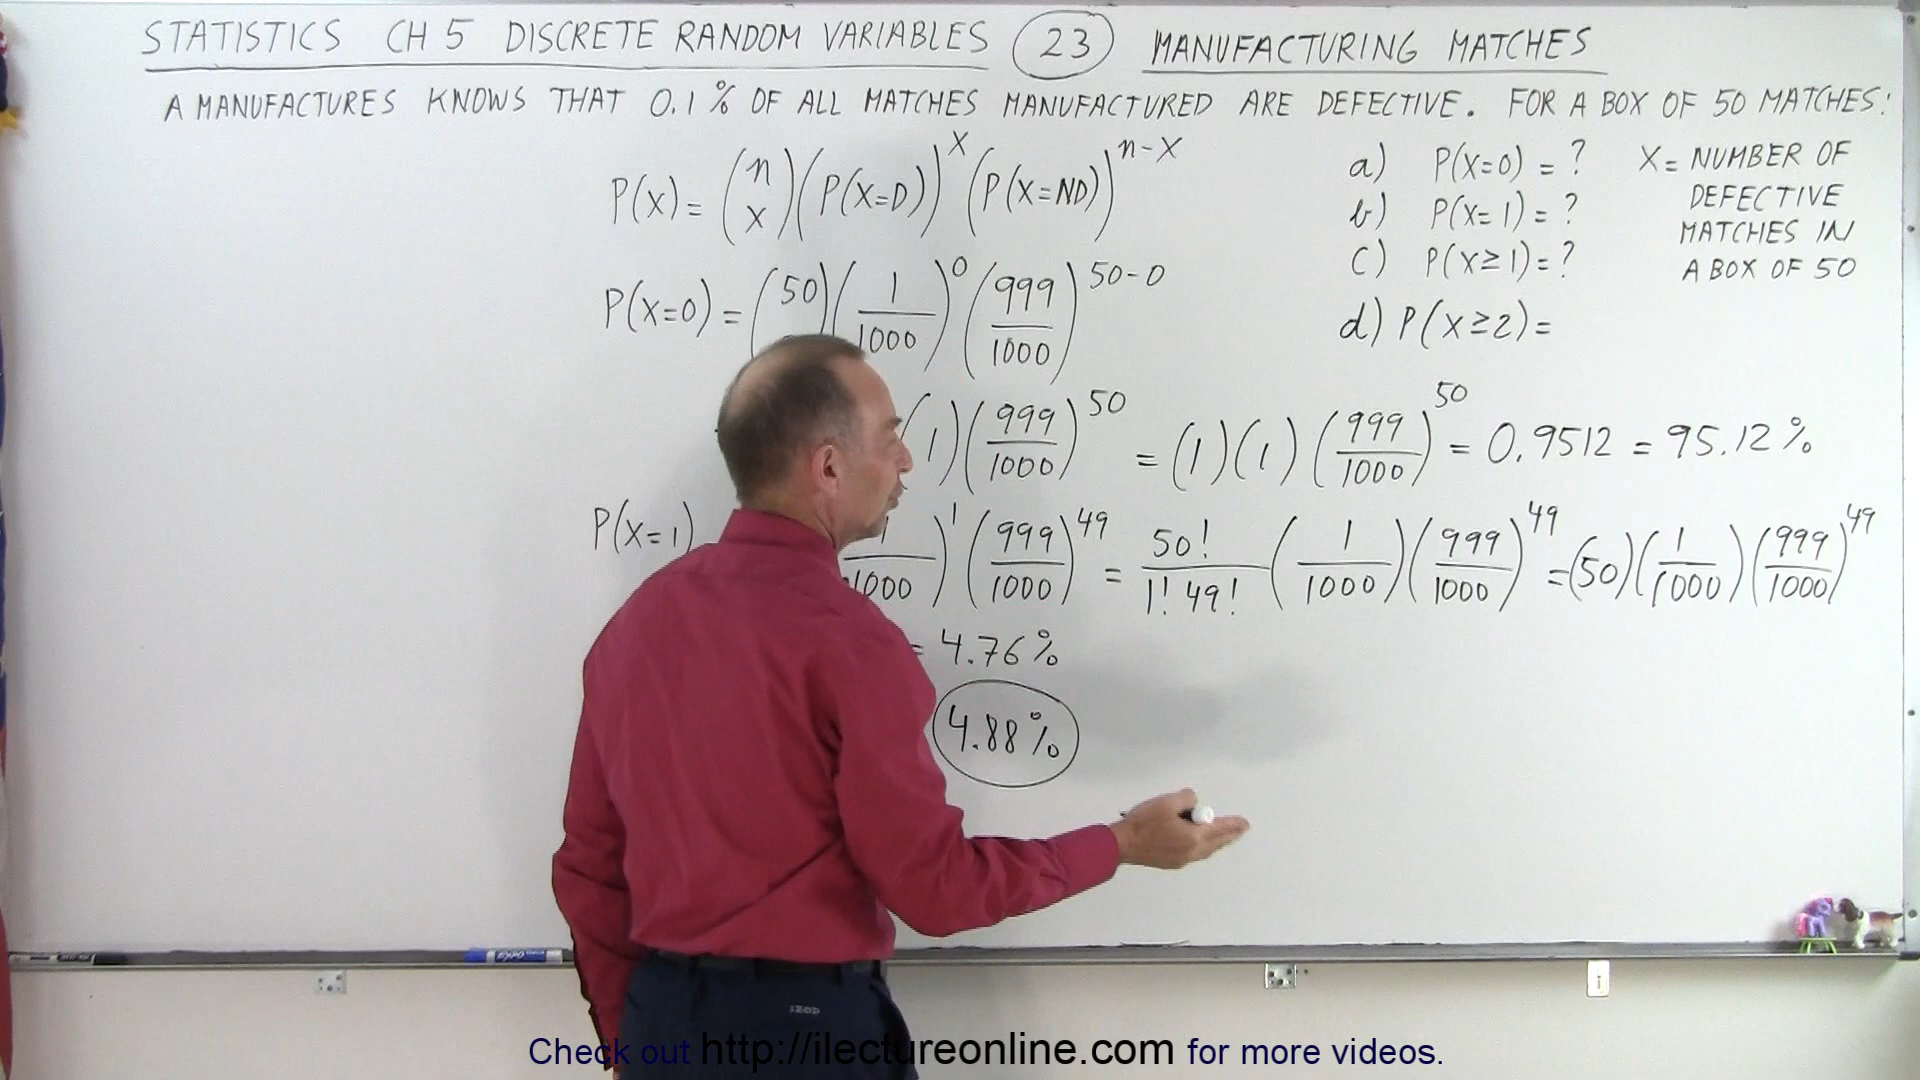 STATISTICS CH 5 DISCRETE RANDOM VARIABLES 23 MANUFACTURING MATCHES
A MANUFACTURES KNOWS THAT 0.1% OF ALL MATCHES MANUFACTURED ARE DEFECTIVE. FOR A BOX OF 50 MATCHES:
P(X) = (n x)(P(X=D))^X (P(X=ND))^n-X
a) P(X=0) = ?
b) P(X=1) = ?
c) P(X≥1) = ?
d) P(X≥2) =
X = NUMBER OF
DEFECTIVE
MATCHES IN
A BOX OF 50
P(X=0) = (50)(1/1000)^0 (999/1000)^50-0
(1)(999/1000)^50 = (1)(1)(999/1000)^50 = 0.9512 = 95.12%
P(X=1) 1/1000)^1 (999/1000)^49 = 50!/1!49! (1/1000)(999/1000)^49 = (50)(1/1000)(999/1000)^49
= 4.76%
4.88%
Check out http://ilectureonline.com for more videos.